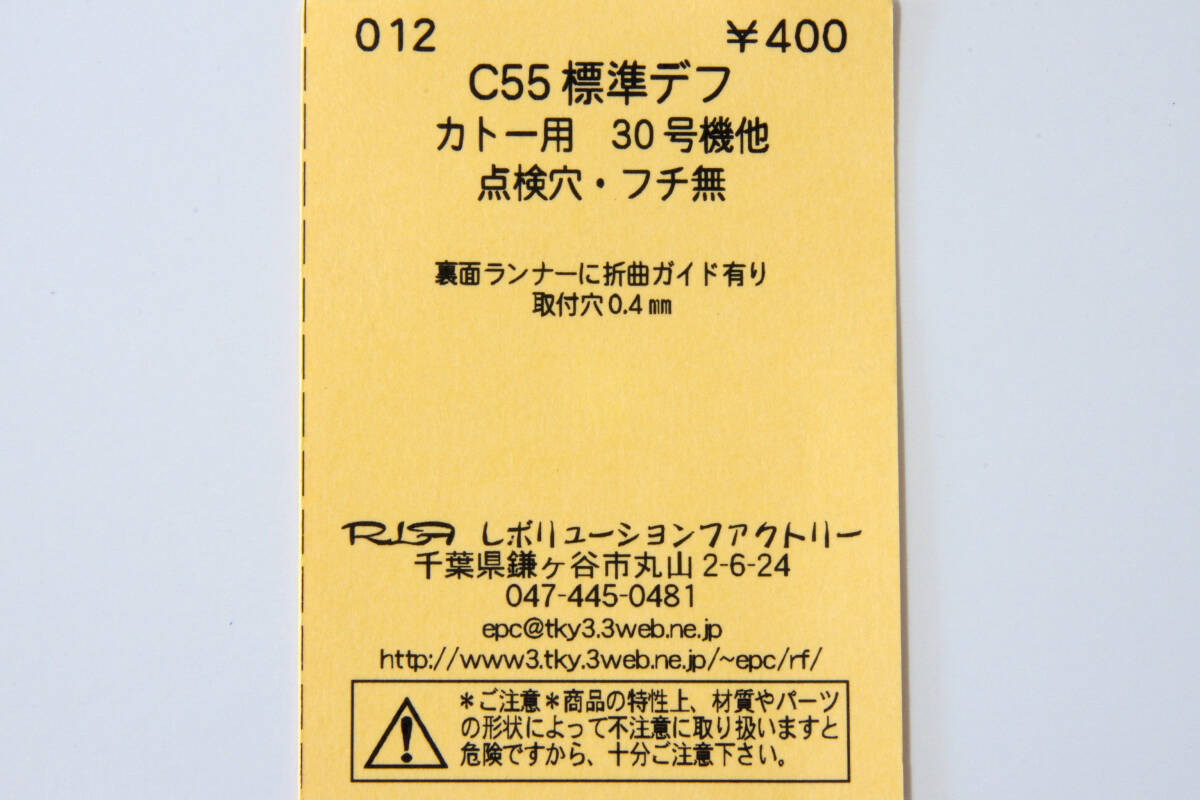 012 ￥400
C55標準デフ
カトー用 30号機他
点検穴・フチ無
裏面ランナーに折曲ガイド有り
取付穴0.4㎜
レボリューションファクトリー
千葉県鎌ヶ谷市丸山2-6-24
047-445-0481
epc@tky3.3web.ne.jp
http://www3.tky.3web.ne.jp/~epc/rf/
＊ご注意＊商品の特性上、材質やパーツ
の形状によって不注意に取り扱いますと
危険ですから、十分ご注意下さい。